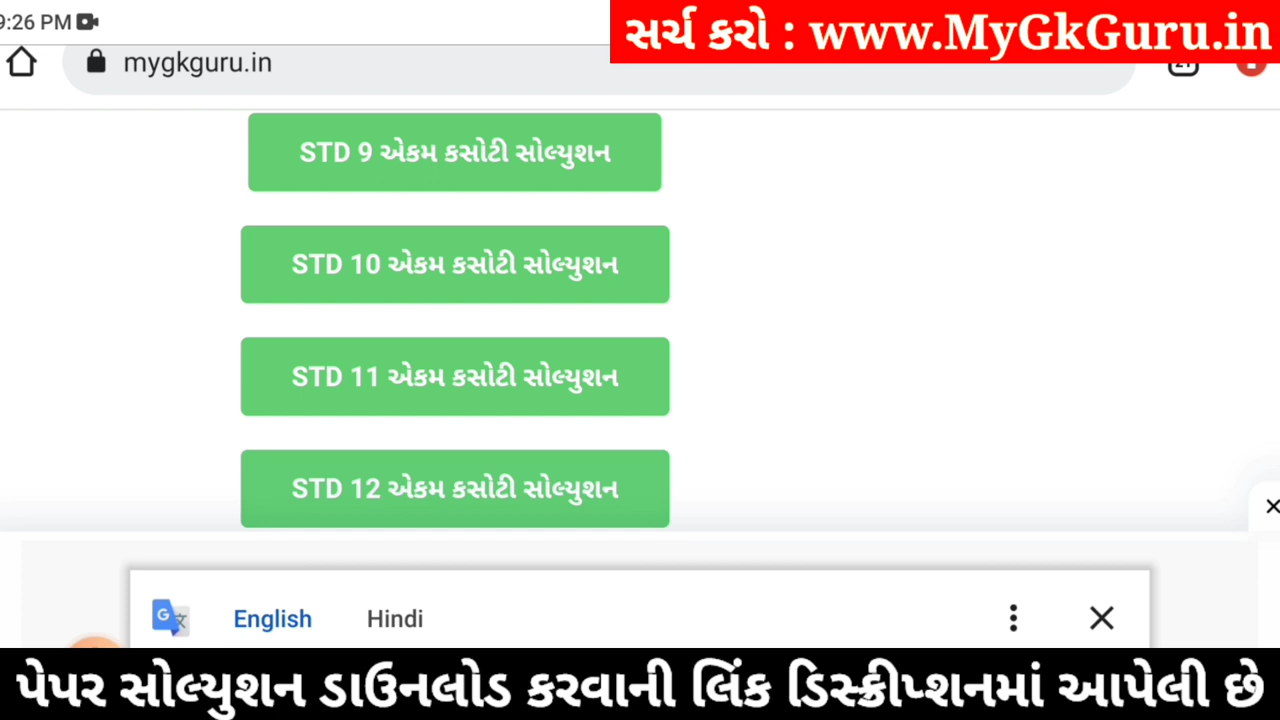 9:26 PM
સર્ચ કરો : www.MyGkGuru.in
mygkguru.in
STD 9 એકમ કસોટી સોલ્યુશન
STD 10 એકમ કસોટી સોલ્યુશન
STD 11 એકમ કસોટી સોલ્યુશન
STD 12 એકમ કસોટી સોલ્યુશન
English Hindi
પેપર સોલ્યુશન ડાઉનલોડ કરવાની લિંક ડિસ્ક્રીપ્શનમાં આપેલી છે